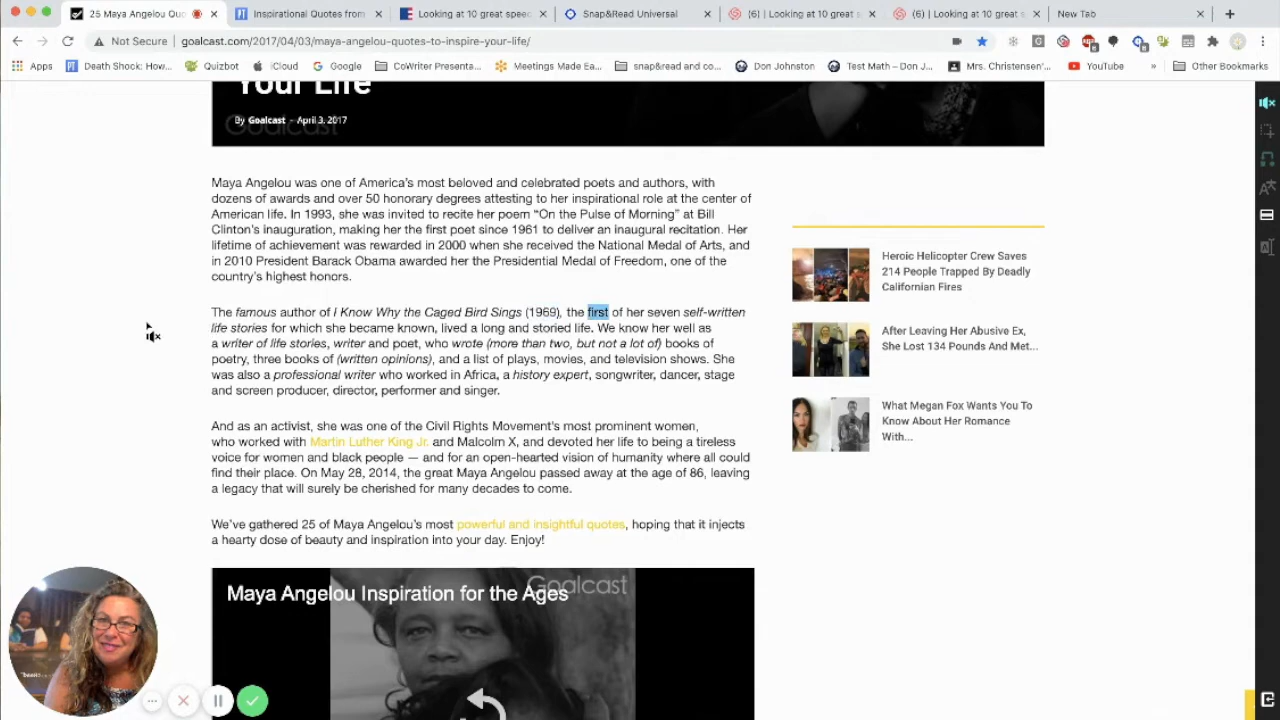 25 Maya Angelou Quo
Inspirational Quotes from
Looking at 10 great speec
Snap&Read Universal
(6) | Looking at 10 great s
(6) | Looking at 10 great s
New Tab
Not Secure | goalcast.com/2017/04/03/maya-angelou-quotes-to-inspire-your-life/
Apps
Death Shock: How...
Quizbot
iCloud
Google
CoWriter Presenta...
Meetings Made Ea...
snap&read and co...
Don Johnston
Test Math – Don J...
Mrs. Christensen'...
YouTube
»
Other Bookmarks
Your Life
Goalcast
By Goalcast – April 3, 2017
Maya Angelou was one of America's most beloved and celebrated poets and authors, with
dozens of awards and over 50 honorary degrees attesting to her inspirational role at the center of
American life. In 1993, she was invited to recite her poem “On the Pulse of Morning” at Bill
Clinton's inauguration, making her the first poet since 1961 to deliver an inaugural recitation. Her
lifetime of achievement was rewarded in 2000 when she received the National Medal of Arts, and
in 2010 President Barack Obama awarded her the Presidential Medal of Freedom, one of the
country's highest honors.
The famous author of I Know Why the Caged Bird Sings (1969), the first of her seven self-written
life stories for which she became known, lived a long and storied life. We know her well as
a writer of life stories, writer and poet, who wrote (more than two, but not a lot of) books of
poetry, three books of (written opinions), and a list of plays, movies, and television shows. She
was also a professional writer who worked in Africa, a history expert, songwriter, dancer, stage
and screen producer, director, performer and singer.
And as an activist, she was one of the Civil Rights Movement's most prominent women,
who worked with Martin Luther King Jr. and Malcolm X, and devoted her life to being a tireless
voice for women and black people — and for an open-hearted vision of humanity where all could
find their place. On May 28, 2014, the great Maya Angelou passed away at the age of 86, leaving
a legacy that will surely be cherished for many decades to come.
We've gathered 25 of Maya Angelou's most powerful and insightful quotes, hoping that it injects
a hearty dose of beauty and inspiration into your day. Enjoy!
Heroic Helicopter Crew Saves
214 People Trapped By Deadly
Californian Fires
After Leaving Her Abusive Ex,
She Lost 134 Pounds And Met...
What Megan Fox Wants You To
Know About Her Romance
With...
Goalcast
Maya Angelou Inspiration for the Ages